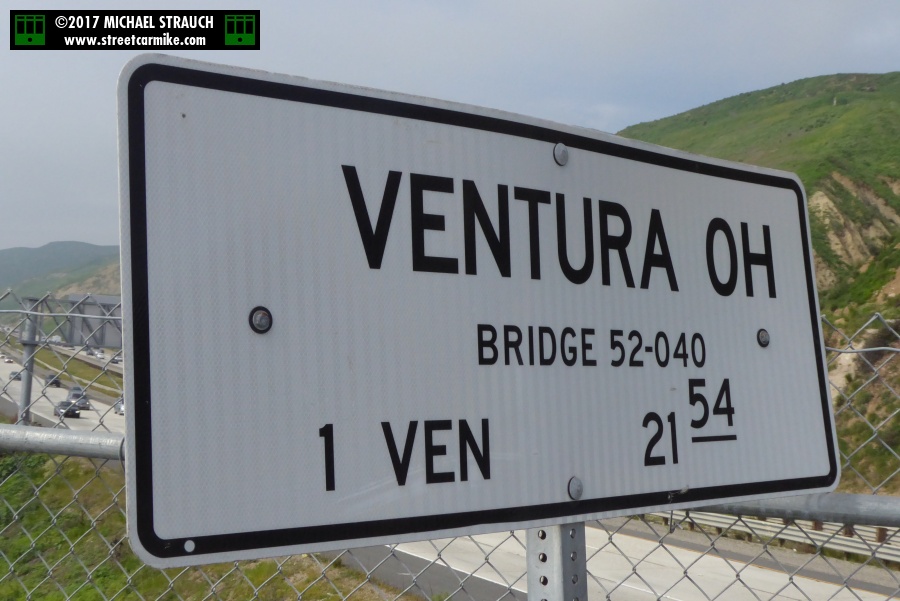 ©2017 MICHAEL STRAUCH
www.streetcarmike.com
VENTURA OH
BRIDGE 52-040
1 VEN 21 54